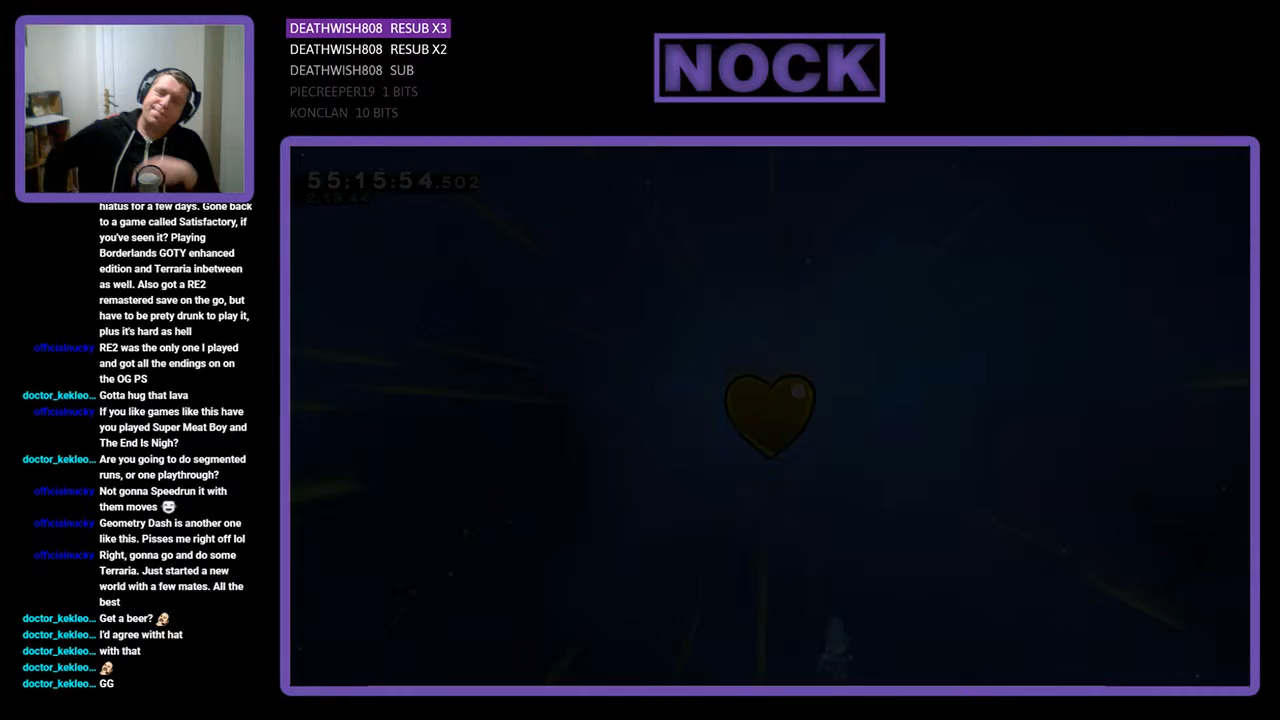 DEATHWISH808 RESUB X3
DEATHWISH808 RESUB X2
DEATHWISH808 SUB
PIECREEPER19 1 BITS
KONCLAN 10 BITS
NOCK
55:15:54.502
hiatus for a few days. Gone back
to a game called Satisfactory, if
you've seen it? Playing
Borderlands GOTY enhanced
edition and Terraria inbetween
as well. Also got a RE2
remastered save on the go, but
have to be prety drunk to play it,
plus it's hard as hell
officialnucky RE2 was the only one I played
and got all the endings on on
the OG PS
doctor_kekleo... Gotta hug that lava
officialnucky If you like games like this have
you played Super Meat Boy and
The End Is Nigh?
doctor_kekleo... Are you going to do segmented
runs, or one playthrough?
officialnucky Not gonna Speedrun it with
them moves
officialnucky Geometry Dash is another one
like this. Pisses me right off lol
officialnucky Right, gonna go and do some
Terraria. Just started a new
world with a few mates. All the
best
doctor_kekleo... Get a beer?
doctor_kekleo... I'd agree witht hat
doctor_kekleo... with that
doctor_kekleo...
doctor_kekleo... GG